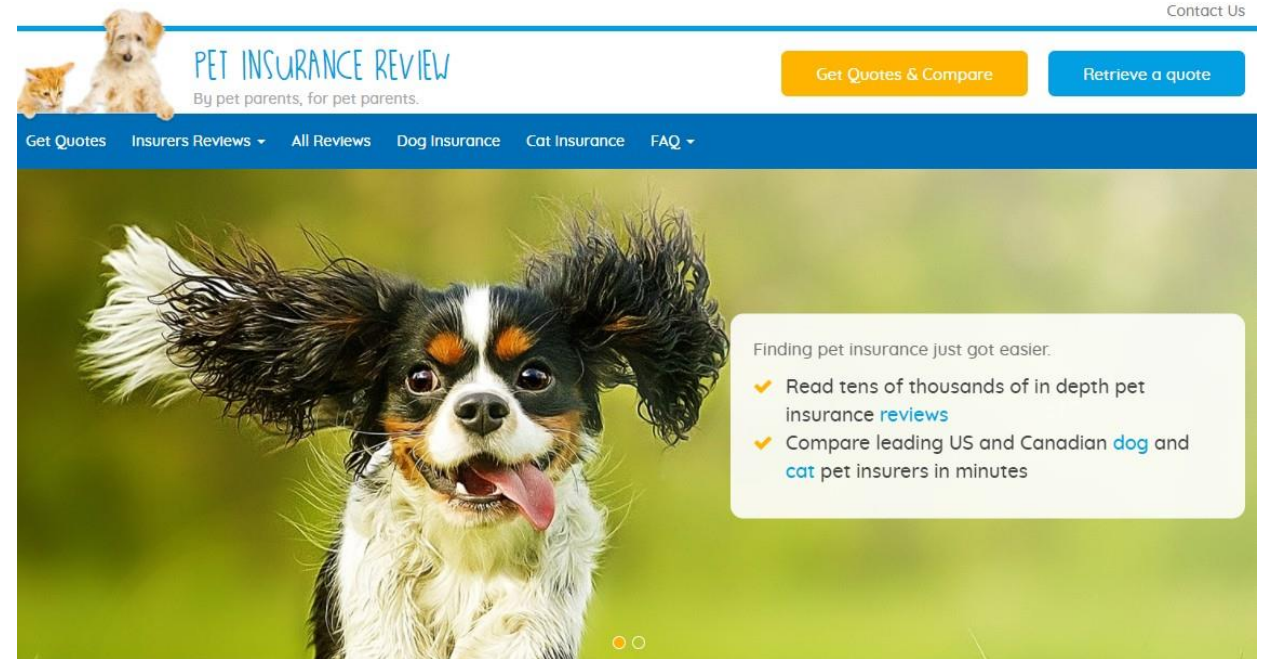 Contact Us
PET INSURANCE REVIEW
By pet parents, for pet parents.
Get Quotes & Compare
Retrieve a quote
Get Quotes
Insurers Reviews
All Reviews
Dog Insurance
Cat Insurance
FAQ
Finding pet insurance just got easier.
Read tens of thousands of in depth pet
insurance reviews
Compare leading US and Canadian dog and
cat pet insurers in minutes